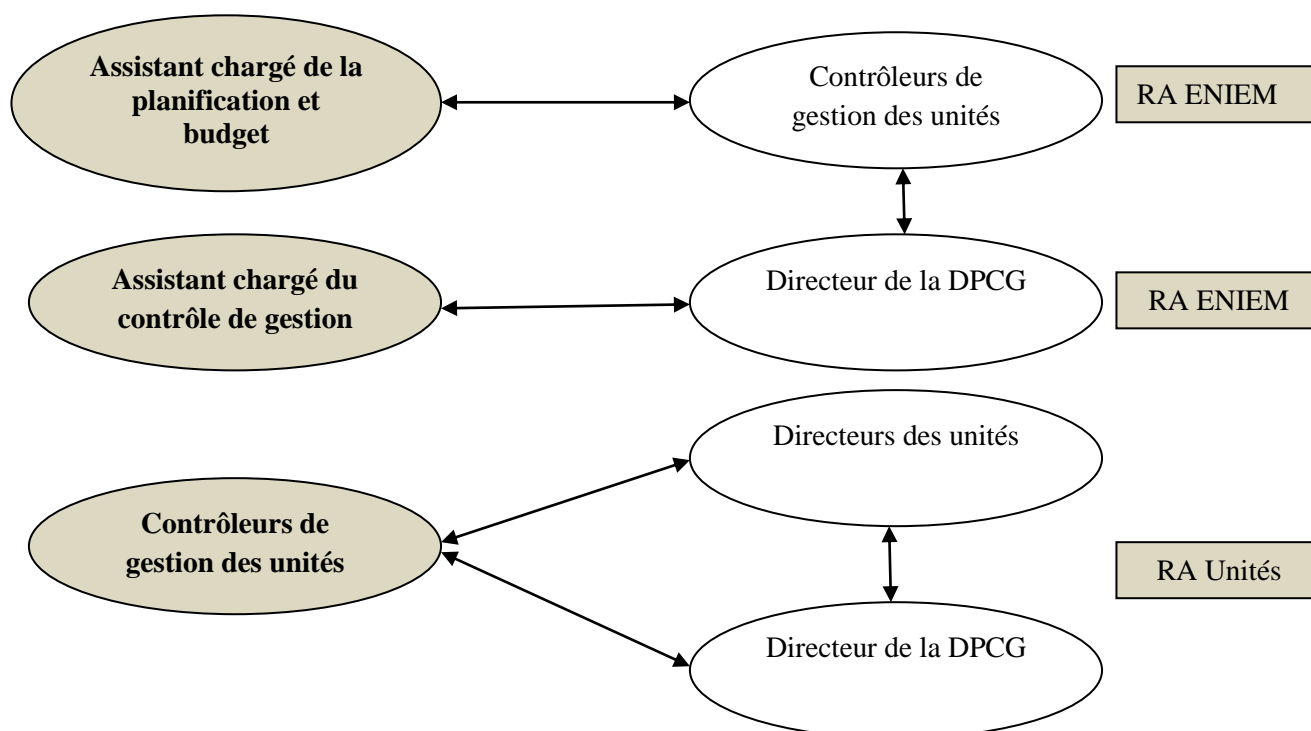 Assistant chargé de la
planification et
budget
Contrôleurs de
gestion des unités
RA ENIEM
Assistant chargé du
contrôle de gestion
Directeur de la DPCG
RA ENIEM
Directeurs des unités
Contrôleurs de
gestion des unités
RA Unités
Directeur de la DPCG